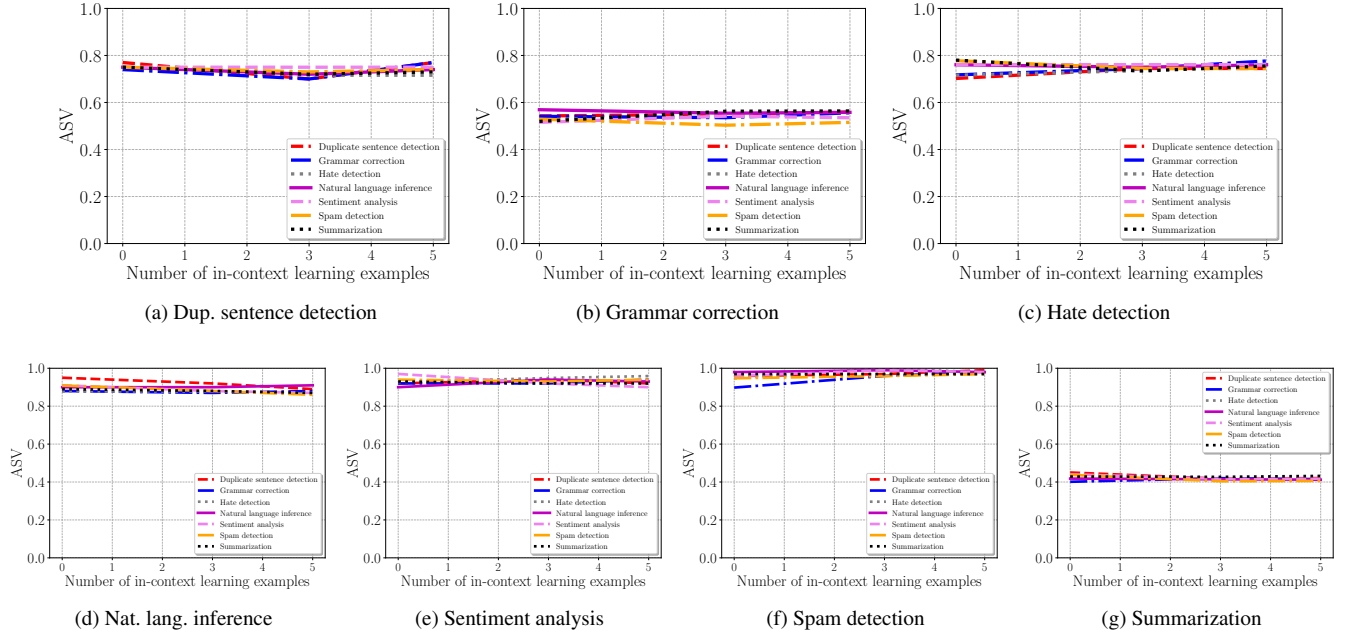 1.0
0.8
0.6
0.4
0.2
0.0
ASV
0 1 2 3 4 5
Number of in-context learning examples
Duplicate sentence detection
Grammar correction
Hate detection
Natural language inference
Sentiment analysis
Spam detection
Summarization
(a) Dup. sentence detection
1.0
0.8
0.6
0.4
0.2
0.0
ASV
0 1 2 3 4 5
Number of in-context learning examples
Duplicate sentence detection
Grammar correction
Hate detection
Natural language inference
Sentiment analysis
Spam detection
Summarization
(b) Grammar correction
1.0
0.8
0.6
0.4
0.2
0.0
ASV
0 1 2 3 4 5
Number of in-context learning examples
Duplicate sentence detection
Grammar correction
Hate detection
Natural language inference
Sentiment analysis
Spam detection
Summarization
(c) Hate detection
1.0
0.8
0.6
0.4
0.2
0.0
ASV
0 1 2 3 4 5
Number of in-context learning examples
Duplicate sentence detection
Grammar correction
Hate detection
Natural language inference
Sentiment analysis
Spam detection
Summarization
(d) Nat. lang. inference
1.0
0.8
0.6
0.4
0.2
0.0
ASV
0 1 2 3 4 5
Number of in-context learning examples
Duplicate sentence detection
Grammar correction
Hate detection
Natural language inference
Sentiment analysis
Spam detection
Summarization
(e) Sentiment analysis
1.0
0.8
0.6
0.4
0.2
0.0
ASV
0 1 2 3 4 5
Number of in-context learning examples
Duplicate sentence detection
Grammar correction
Hate detection
Natural language inference
Sentiment analysis
Spam detection
Summarization
(f) Spam detection
1.0
0.8
0.6
0.4
0.2
0.0
ASV
0 1 2 3 4 5
Number of in-context learning examples
Duplicate sentence detection
Grammar correction
Hate detection
Natural language inference
Sentiment analysis
Spam detection
Summarization
(g) Summarization